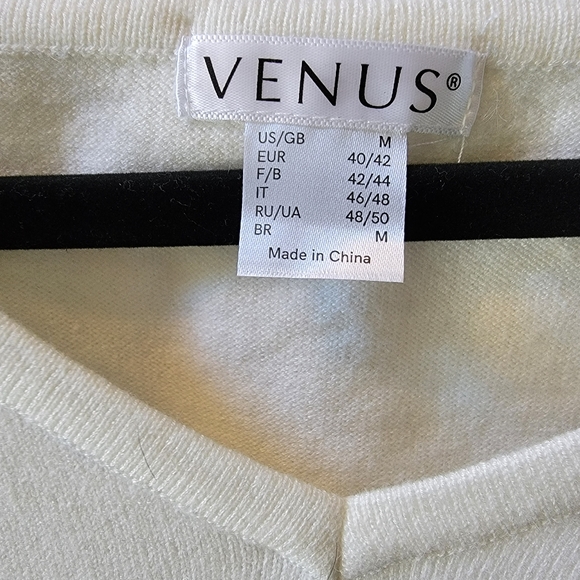 VENUS®
US/GB M
EUR 40/42
F/B 42/44
IT 46/48
RU/UA 48/50
BR M
Made in China